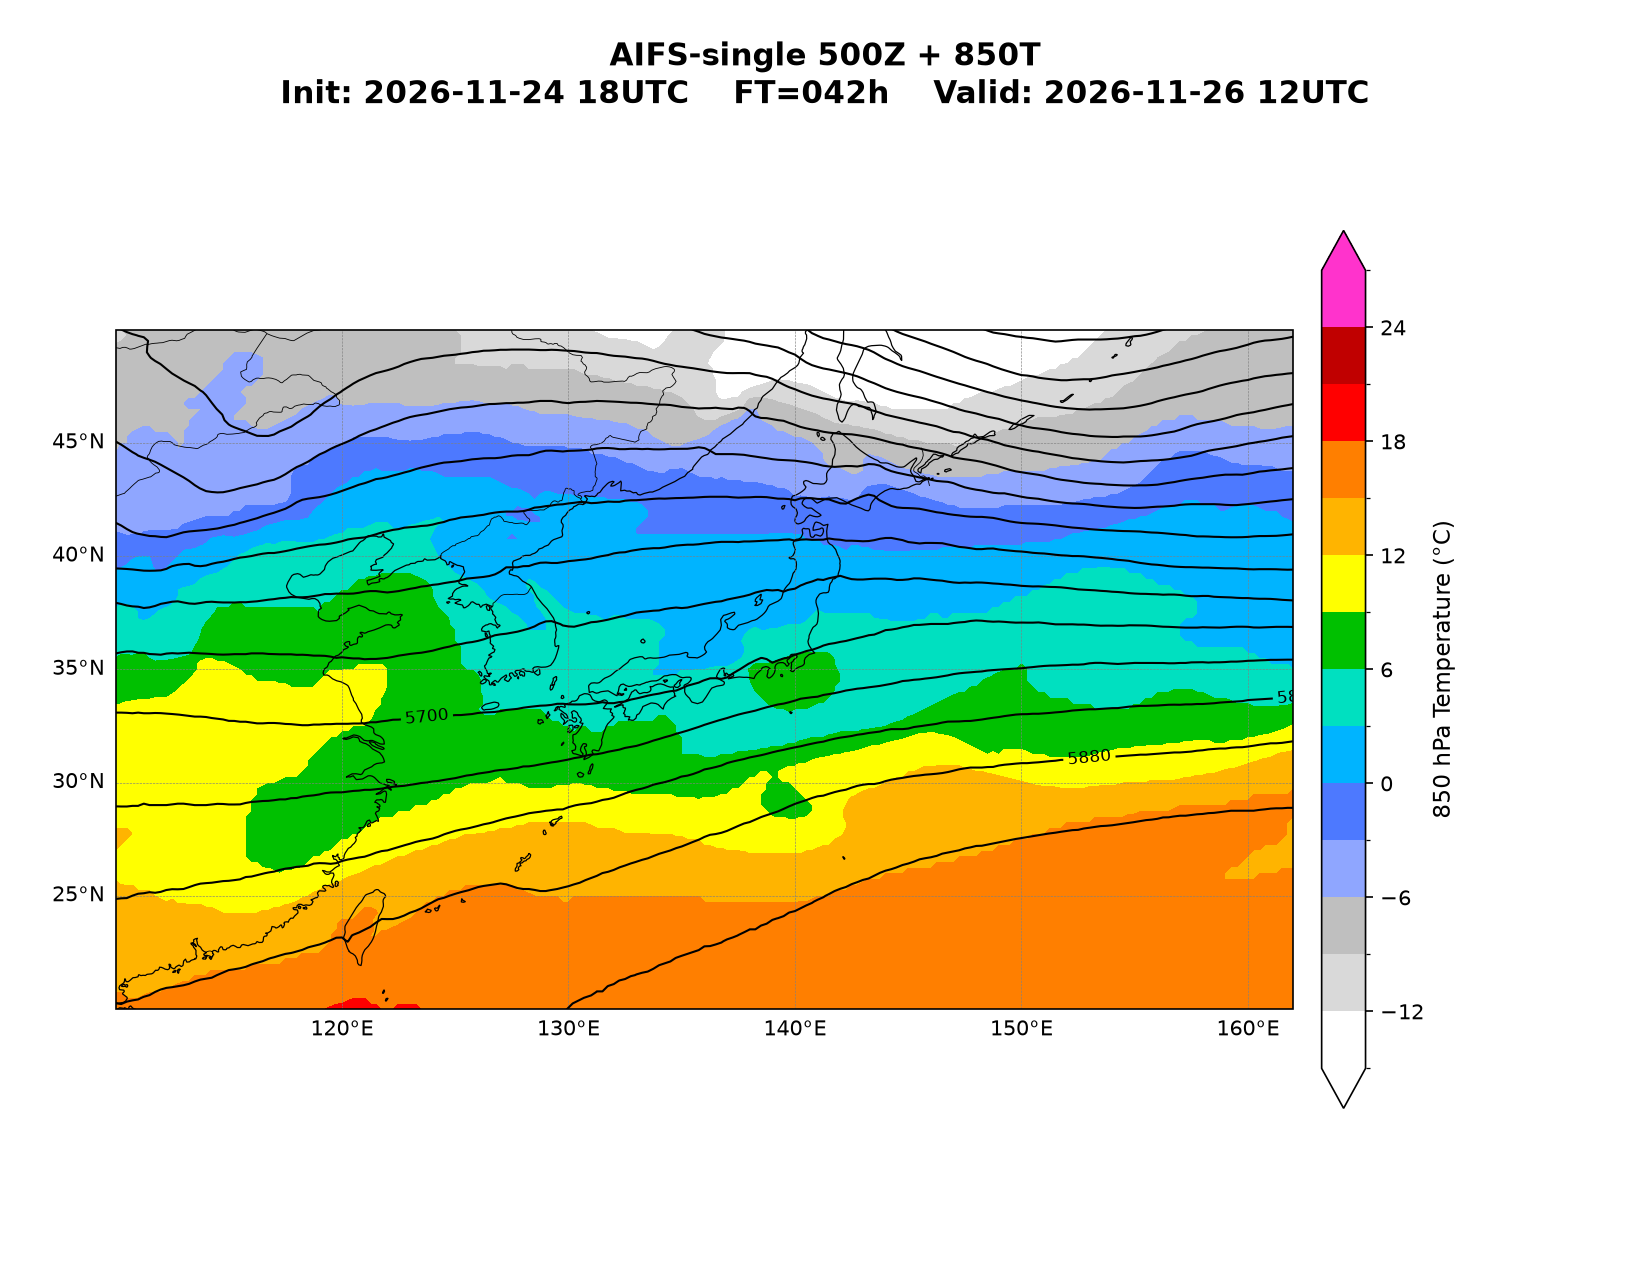 AIFS-single 500Z + 850T
Init: 2026-11-24 18UTC    FT=042h    Valid: 2026-11-26 12UTC
24
18
12
6
0
−6
−12
850 hPa Temperature (°C)
45°N
40°N
35°N
30°N
25°N
5700
58
5880
120°E
130°E
140°E
150°E
160°E